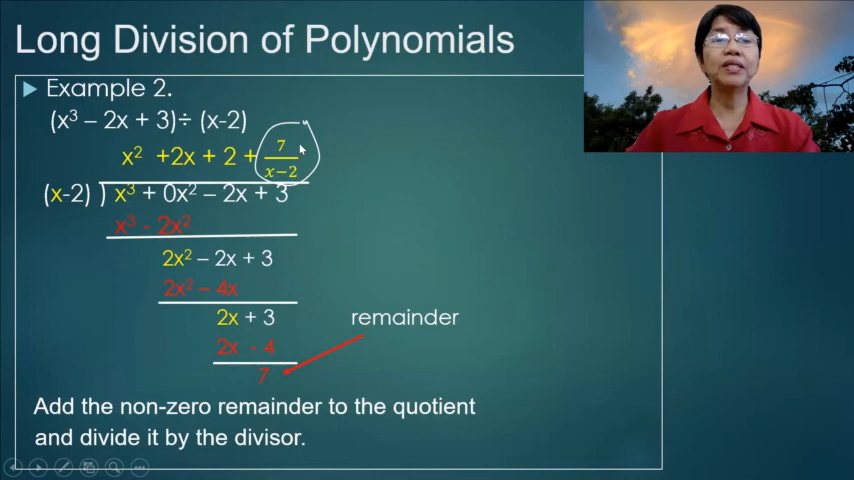 Long Division of Polynomials
Example 2.
(x³ – 2x + 3)÷ (x-2)
x² +2x + 2 + 7/(x−2)
(x-2) ) x³ + 0x² – 2x + 3
x³ - 2x²
2x² – 2x + 3
2x² – 4x
2x + 3
remainder
2x - 4
7
Add the non-zero remainder to the quotient
and divide it by the divisor.